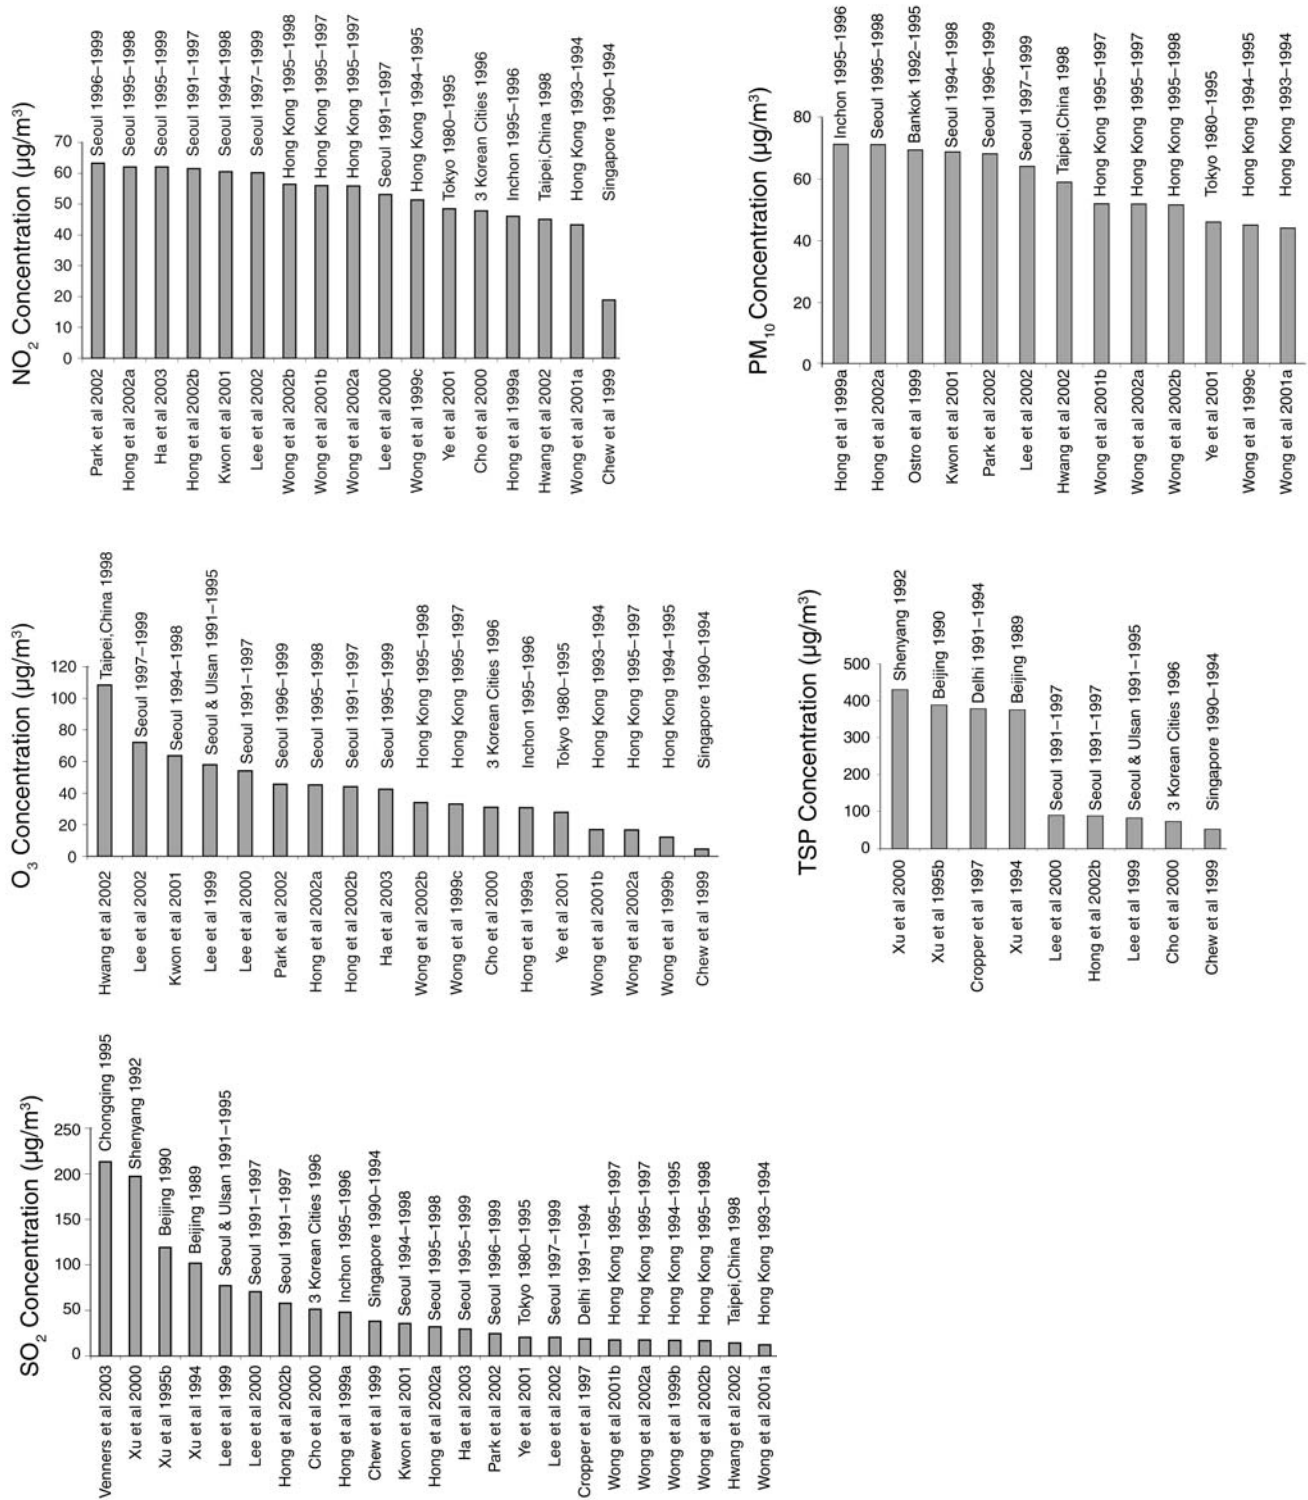 NO2 Concentration (µg/m3)
70
60
50
40
30
20
10
0
Seoul 1996–1999
Seoul 1995–1998
Seoul 1995–1999
Seoul 1991–1997
Seoul 1994–1998
Seoul 1997–1999
Hong Kong 1995–1998
Hong Kong 1995–1997
Hong Kong 1995–1997
Seoul 1991–1997
Hong Kong 1994–1995
Tokyo 1980–1995
3 Korean Cities 1996
Inchon 1995–1996
Taipei,China 1998
Hong Kong 1993–1994
Singapore 1990–1994
Park et al 2002
Hong et al 2002a
Ha et al 2003
Hong et al 2002b
Kwon et al 2001
Lee et al 2002
Wong et al 2002b
Wong et al 2001b
Wong et al 2002a
Lee et al 2000
Wong et al 1999c
Ye et al 2001
Cho et al 2000
Hong et al 1999a
Hwang et al 2002
Wong et al 2001a
Chew et al 1999
PM10 Concentration (µg/m3)
80
60
40
20
0
Inchon 1995–1996
Seoul 1995–1998
Bankok 1992–1995
Seoul 1994–1998
Seoul 1996–1999
Seoul 1997–1999
Taipei,China 1998
Hong Kong 1995–1997
Hong Kong 1995–1997
Hong Kong 1995–1998
Tokyo 1980–1995
Hong Kong 1994–1995
Hong Kong 1993–1994
Hong et al 1999a
Hong et al 2002a
Ostro et al 1999
Kwon et al 2001
Park et al 2002
Lee et al 2002
Hwang et al 2002
Wong et al 2001b
Wong et al 2002a
Wong et al 2002b
Ye et al 2001
Wong et al 1999c
Wong et al 2001a
O3 Concentration (µg/m3)
120
100
80
60
40
20
0
Taipei,China 1998
Seoul 1997–1999
Seoul 1994–1998
Seoul & Ulsan 1991–1995
Seoul 1991–1997
Seoul 1996–1999
Seoul 1995–1998
Seoul 1991–1997
Seoul 1995–1999
Hong Kong 1995–1998
Hong Kong 1995–1997
3 Korean Cities 1996
Inchon 1995–1996
Tokyo 1980–1995
Hong Kong 1993–1994
Hong Kong 1995–1997
Hong Kong 1994–1995
Singapore 1990–1994
Hwang et al 2002
Lee et al 2002
Kwon et al 2001
Lee et al 1999
Lee et al 2000
Park et al 2002
Hong et al 2002a
Hong et al 2002b
Ha et al 2003
Wong et al 2002b
Wong et al 1999c
Cho et al 2000
Hong et al 1999a
Ye et al 2001
Wong et al 2001b
Wong et al 2002a
Wong et al 1999b
Chew et al 1999
TSP Concentration (µg/m3)
500
400
300
200
100
0
Shenyang 1992
Beijing 1990
Delhi 1991–1994
Beijing 1989
Seoul 1991–1997
Seoul 1991–1997
Seoul & Ulsan 1991–1995
3 Korean Cities 1996
Singapore 1990–1994
Xu et al 2000
Xu et al 1995b
Cropper et al 1997
Xu et al 1994
Lee et al 2000
Hong et al 2002b
Lee et al 1999
Cho et al 2000
Chew et al 1999
SO2 Concentration (µg/m3)
250
200
150
100
50
0
Chongqing 1995
Shenyang 1992
Beijing 1990
Beijing 1989
Seoul & Ulsan 1991–1995
Seoul 1991–1997
Seoul 1991–1997
3 Korean Cities 1996
Inchon 1995–1996
Singapore 1990–1994
Seoul 1994–1998
Seoul 1995–1998
Seoul 1995–1999
Seoul 1996–1999
Tokyo 1980–1995
Seoul 1997–1999
Delhi 1991–1994
Hong Kong 1995–1997
Hong Kong 1995–1997
Hong Kong 1994–1995
Hong Kong 1995–1998
Taipei,China 1998
Hong Kong 1993–1994
Venners et al 2003
Xu et al 2000
Xu et al 1995b
Xu et al 1994
Lee et al 1999
Lee et al 2000
Hong et al 2002b
Cho et al 2000
Hong et al 1999a
Chew et al 1999
Kwon et al 2001
Hong et al 2002a
Ha et al 2003
Park et al 2002
Ye et al 2001
Lee et al 2002
Cropper et al 1997
Wong et al 2001b
Wong et al 2002a
Wong et al 1999b
Wong et al 2002b
Hwang et al 2002
Wong et al 2001a